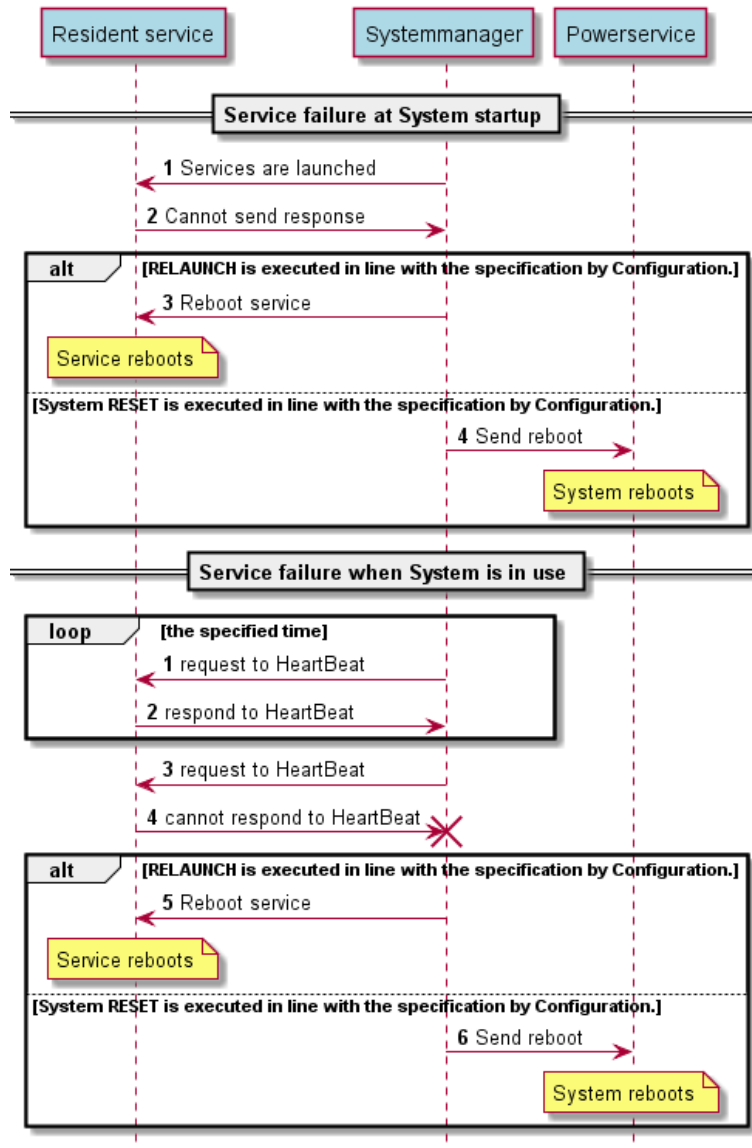 Resident service
Systemmanager
Powerservice
Service failure at System startup
1 Services are launched
2 Cannot send response
alt
[RELAUNCH is executed in line with the specification by Configuration.]
3 Reboot service
Service reboots
[System RESET is executed in line with the specification by Configuration.]
4 Send reboot
System reboots
Service failure when System is in use
loop
[the specified time]
1 request to HeartBeat
2 respond to HeartBeat
3 request to HeartBeat
4 cannot respond to HeartBeat
alt
[RELAUNCH is executed in line with the specification by Configuration.]
5 Reboot service
Service reboots
[System RESET is executed in line with the specification by Configuration.]
6 Send reboot
System reboots